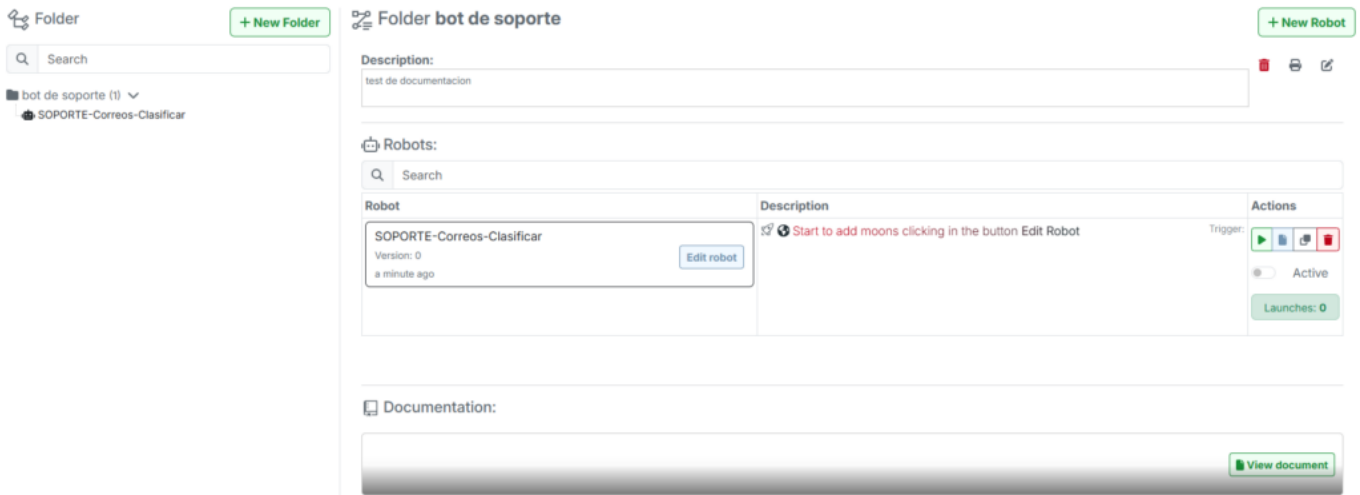 Folder
+ New Folder
Search
bot de soporte (1)
SOPORTE-Correos-Clasificar
Folder bot de soporte
+ New Robot
Description:
test de documentacion
Robots:
Search
Robot Description Actions
SOPORTE-Correos-Clasificar
Version: 0
a minute ago
Edit robot
Start to add moons clicking in the button Edit Robot
Trigger:
Active
Launches: 0
Documentation:
View document